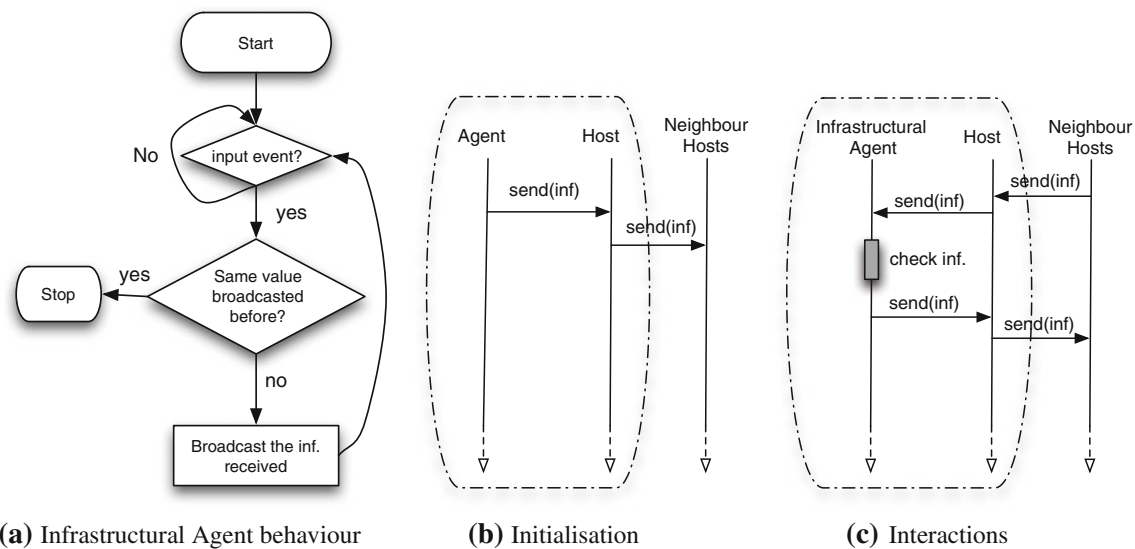 Start
No
input event?
yes
Same value
broadcasted
before?
yes
Stop
no
Broadcast the inf.
received
Agent
Host
Neighbour
Hosts
send(inf)
send(inf)
Infrastructural
Agent
Host
Neighbour
Hosts
send(inf)
send(inf)
check inf.
send(inf)
send(inf)
(a) Infrastructural Agent behaviour
(b) Initialisation
(c) Interactions